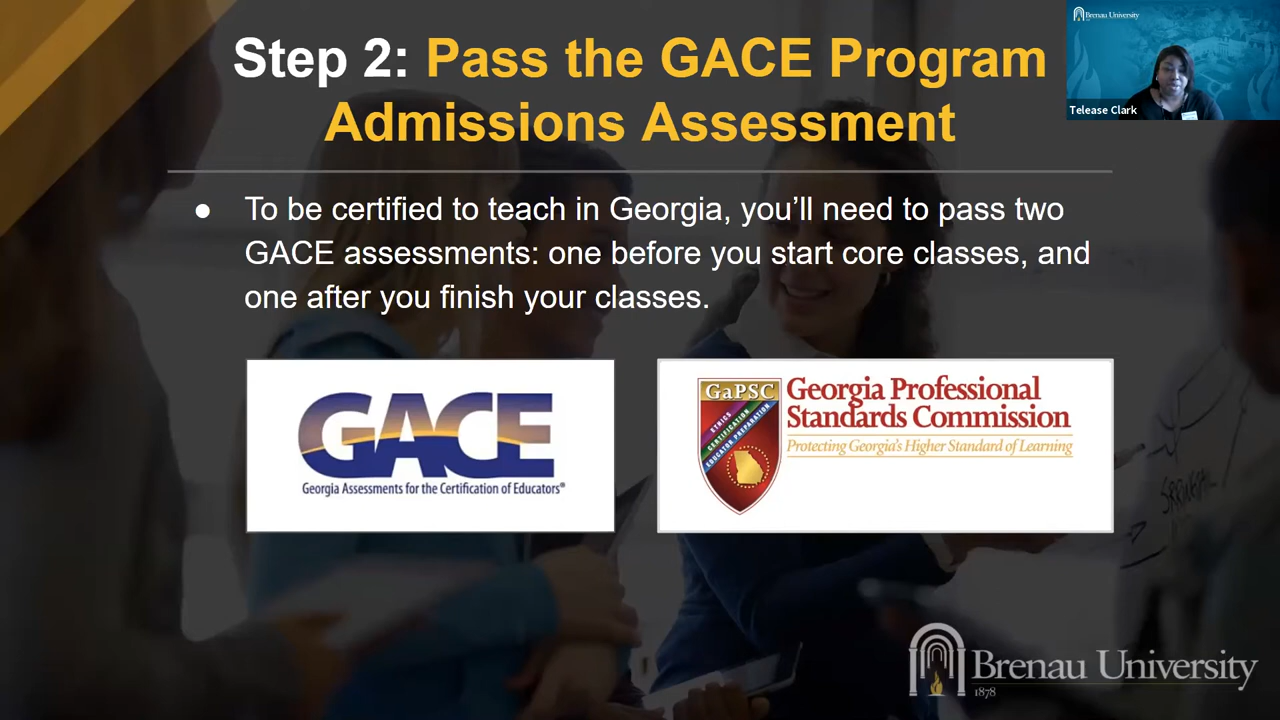 Step 2: Pass the GACE Program
Admissions Assessment
Brenau University
Telease Clark
● To be certified to teach in Georgia, you’ll need to pass two
GACE assessments: one before you start core classes, and
one after you finish your classes.
GACE
Georgia Assessments for the Certification of Educators®
GaPSC
ETHICS
CERTIFICATION
EDUCATOR PREPARATION
Georgia Professional
Standards Commission
Protecting Georgia's Higher Standard of Learning
Brenau University
1878